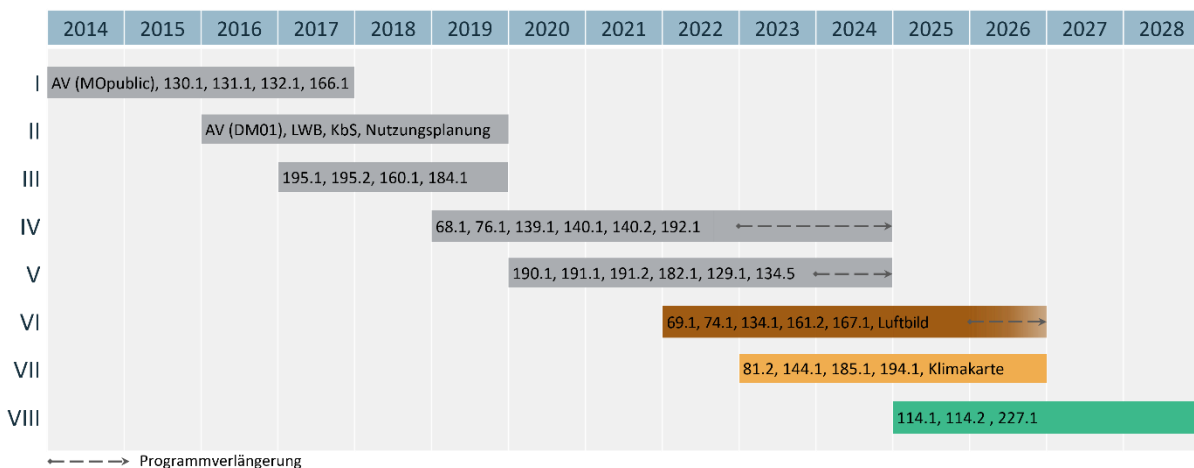 2014 2015 2016 2017 2018 2019 2020 2021 2022 2023 2024 2025 2026 2027 2028
I AV (MOpublic), 130.1, 131.1, 132.1, 166.1
II AV (DM01), LWB, KbS, Nutzungsplanung
III 195.1, 195.2, 160.1, 184.1
IV 68.1, 76.1, 139.1, 140.1, 140.2, 192.1
V 190.1, 191.1, 191.2, 182.1, 129.1, 134.5
VI 69.1, 74.1, 134.1, 161.2, 167.1, Luftbild
VII 81.2, 144.1, 185.1, 194.1, Klimakarte
VIII 114.1, 114.2 , 227.1
Programmverlängerung